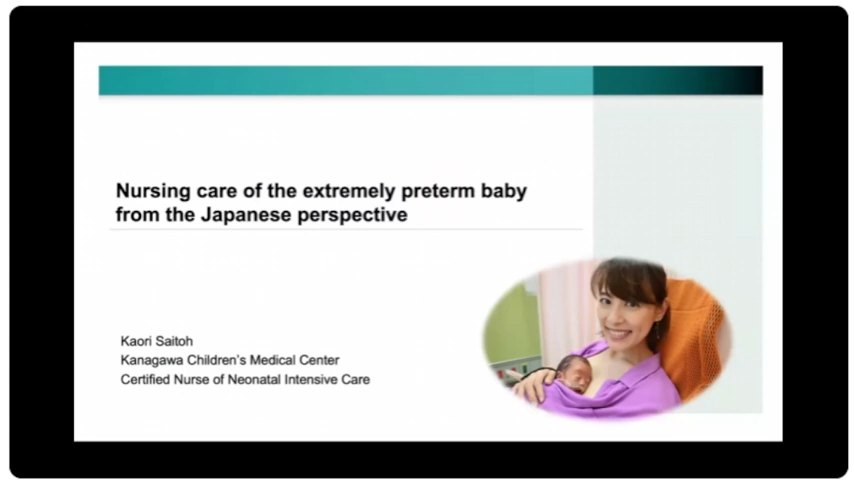 Nursing care of the extremely preterm baby
from the Japanese perspective
Kaori Saitoh
Kanagawa Children's Medical Center
Certified Nurse of Neonatal Intensive Care